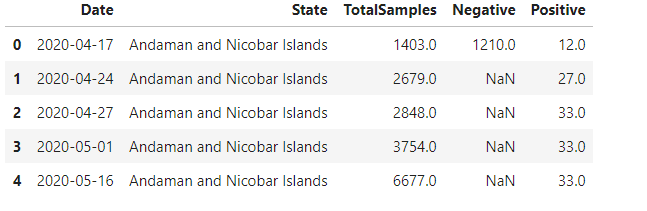 Date State TotalSamples Negative Positive
0 2020-04-17 Andaman and Nicobar Islands 1403.0 1210.0 12.0
1 2020-04-24 Andaman and Nicobar Islands 2679.0 NaN 27.0
2 2020-04-27 Andaman and Nicobar Islands 2848.0 NaN 33.0
3 2020-05-01 Andaman and Nicobar Islands 3754.0 NaN 33.0
4 2020-05-16 Andaman and Nicobar Islands 6677.0 NaN 33.0